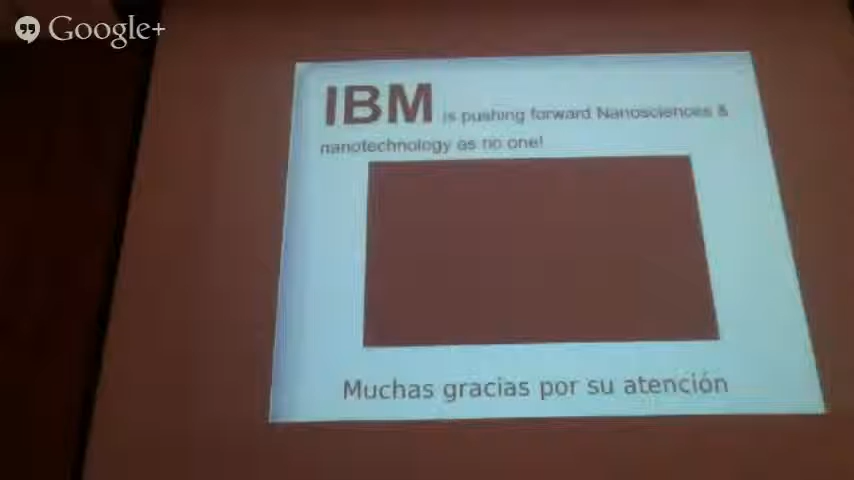 Google+
IBM is pushing forward Nanosciences &
nanotechnology as no one!
Muchas gracias por su atención